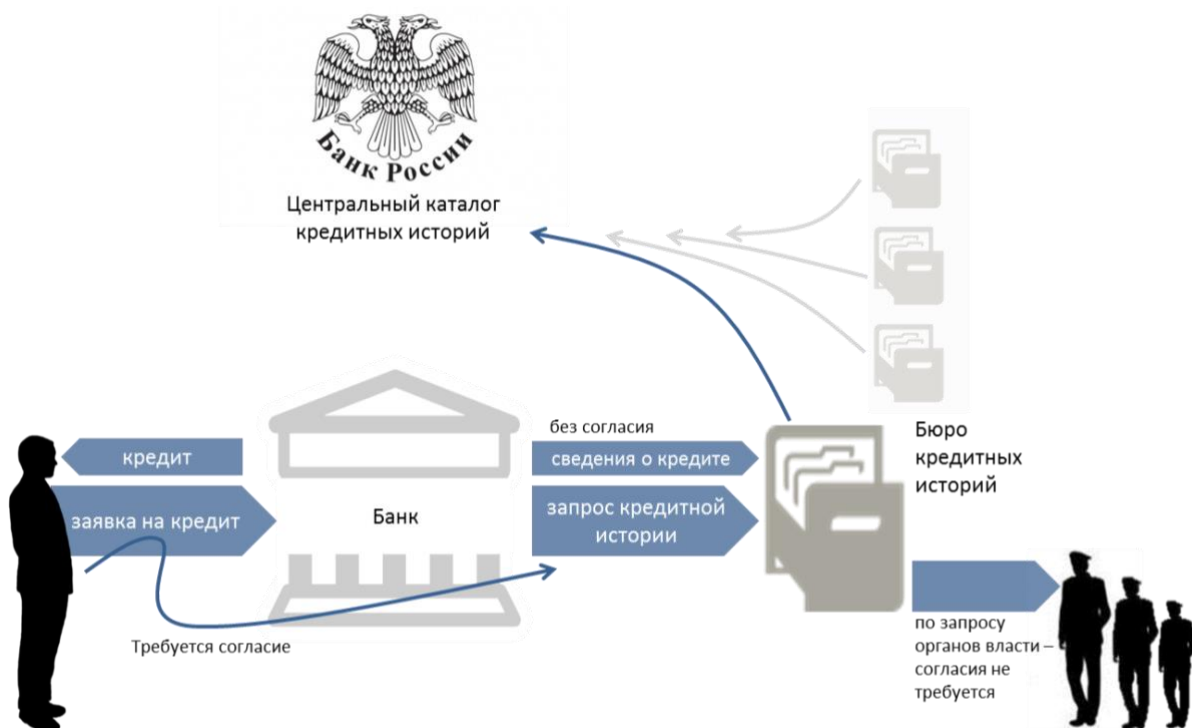 Банк России
Центральный каталог
кредитных историй
без согласия
Бюро
кредитных
историй
кредит
сведения о кредите
заявка на кредит
Банк
запрос кредитной
истории
Требуется согласие
по запросу
органов власти –
согласия не
требуется